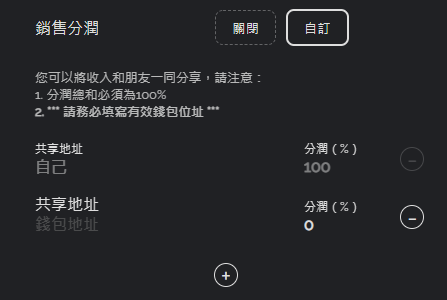 銷售分潤
關閉
自訂
您可以將收入和朋友一同分享，請注意：
1. 分潤總和必須為100%
2. *** 請務必填寫有效錢包位址 ***
共享地址
分潤 ( % )
自己
100
共享地址
分潤 ( % )
錢包地址
0